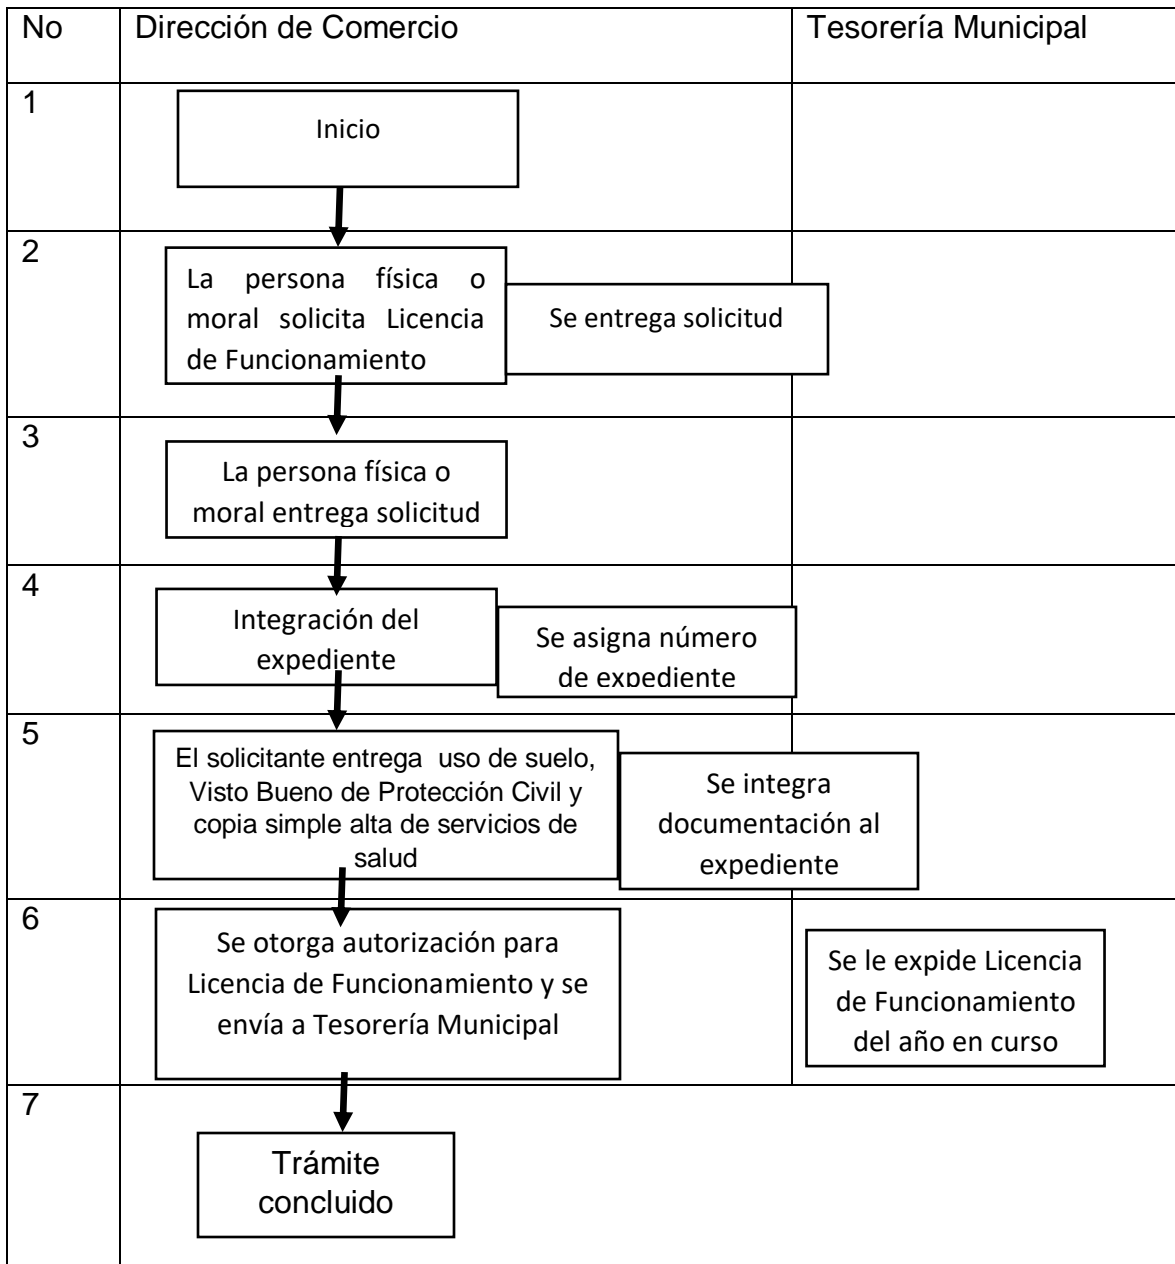 No
Dirección de Comercio
Tesorería Municipal
1
Inicio
2
La persona física o
moral solicita Licencia
de Funcionamiento
Se entrega solicitud
3
La persona física o
moral entrega solicitud
4
Integración del
expediente
Se asigna número
de expediente
5
El solicitante entrega uso de suelo,
Visto Bueno de Protección Civil y
copia simple alta de servicios de
salud
Se integra
documentación al
expediente
6
Se otorga autorización para
Licencia de Funcionamiento y se
envía a Tesorería Municipal
Se le expide Licencia
de Funcionamiento
del año en curso
7
Trámite
concluido